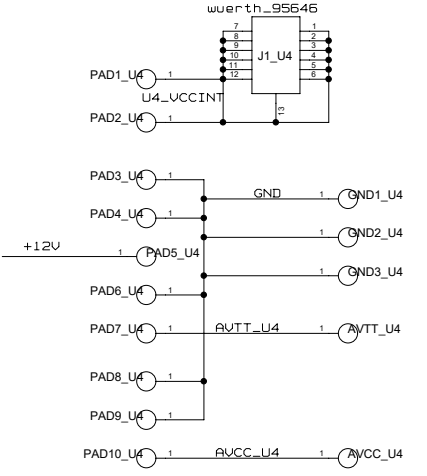 wuerth_95646
7 1
8 2
9 3
10 J1_U4 4
11 5
PAD1_U4 1 12 6
U4_VCCINT
13
PAD2_U4 1
PAD3_U4 1
GND 1 GND1_U4
PAD4_U4 1
1 GND2_U4
+12V 1 PAD5_U4
1 GND3_U4
PAD6_U4 1
PAD7_U4 1 AVTT_U4 1 AVTT_U4
PAD8_U4 1
PAD9_U4 1
PAD10_U4 1 AVCC_U4 1 AVCC_U4